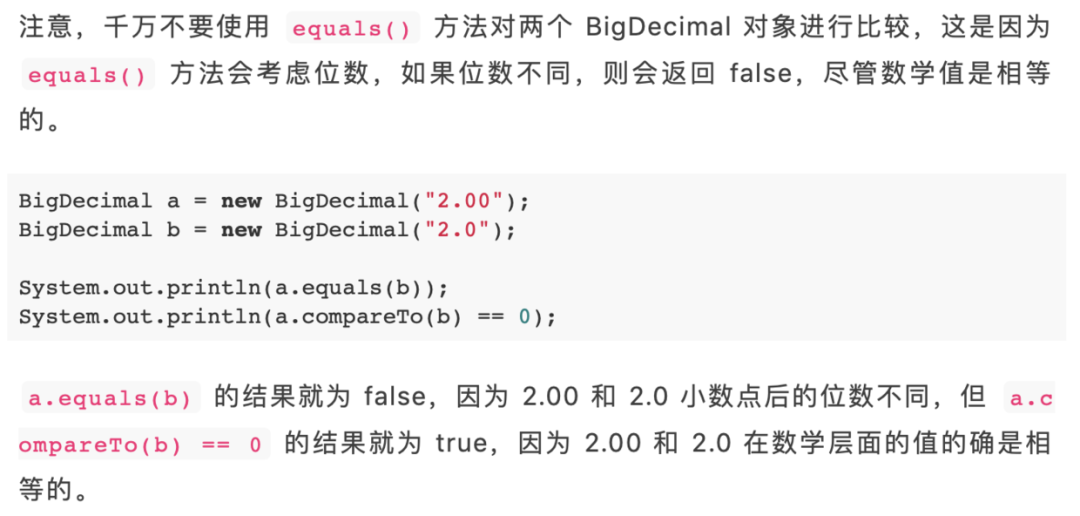 注意，千万不要使用 equals() 方法对两个 BigDecimal 对象进行比较，这是因为
equals() 方法会考虑位数，如果位数不同，则会返回 false，尽管数学值是相等
的。
BigDecimal a = new BigDecimal("2.00");
BigDecimal b = new BigDecimal("2.0");
System.out.println(a.equals(b));
System.out.println(a.compareTo(b) == 0);
a.equals(b) 的结果就为 false，因为 2.00 和 2.0 小数点后的位数不同，但 a.c
ompareTo(b) == 0 的结果就为 true，因为 2.00 和 2.0 在数学层面的值的确是相
等的。